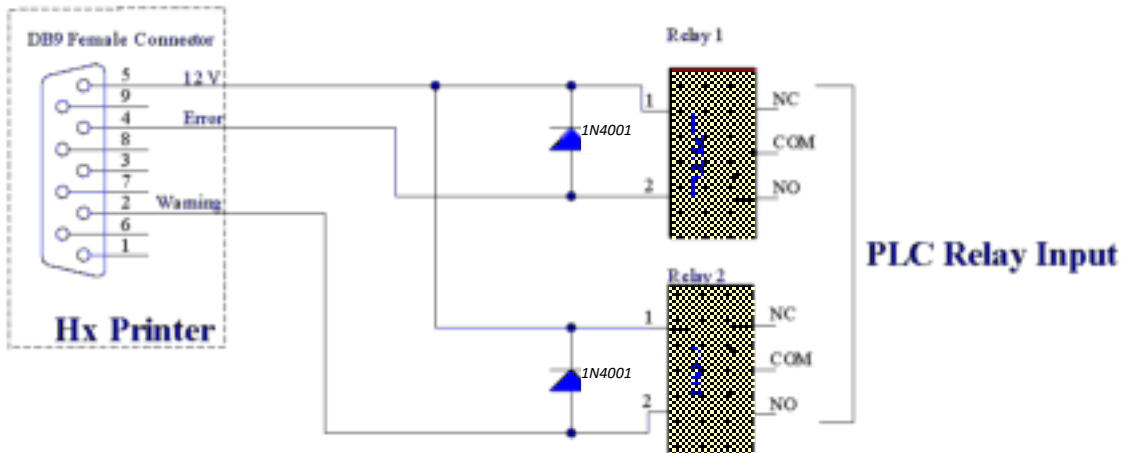 DB9 Female Connector
5
12 V
9
4
Error
8
3
7
2
Warning
6
1
Hx Printer
1N4001
1N4001
Relay 1
1
2
NC
COM
NO
Relay 2
1
2
NC
COM
NO
PLC Relay Input